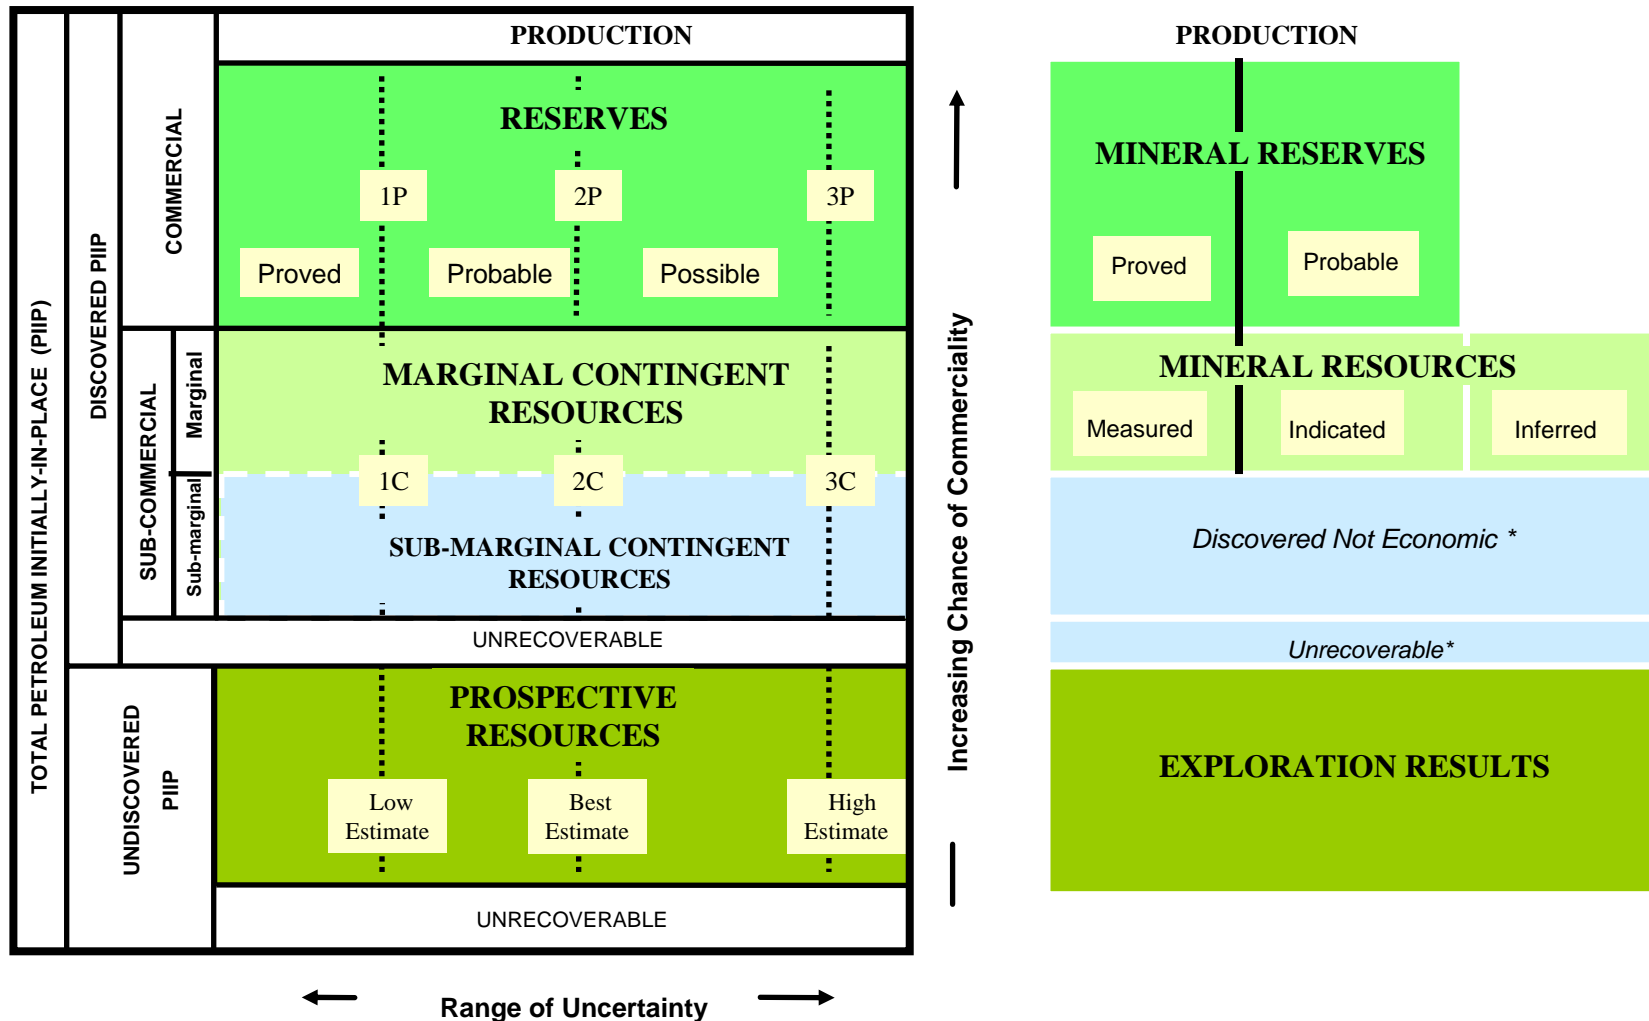 PRODUCTION
RESERVES
1P
2P
3P
Proved
Probable
Possible
MARGINAL CONTINGENT
RESOURCES
1C
2C
3C
SUB-MARGINAL CONTINGENT
RESOURCES
UNRECOVERABLE
PROSPECTIVE
RESOURCES
Low
Estimate
Best
Estimate
High
Estimate
UNRECOVERABLE
TOTAL PETROLEUM INITIALLY-IN-PLACE (PIIP)
DISCOVERED PIIP
UNDISCOVERED
PIIP
COMMERCIAL
SUB-COMMERCIAL
Marginal
Sub-marginal
Range of Uncertainty
Increasing Chance of Commerciality
PRODUCTION
MINERAL RESERVES
Proved
Probable
MINERAL RESOURCES
Measured
Indicated
Inferred
Discovered Not Economic *
Unrecoverable*
EXPLORATION RESULTS